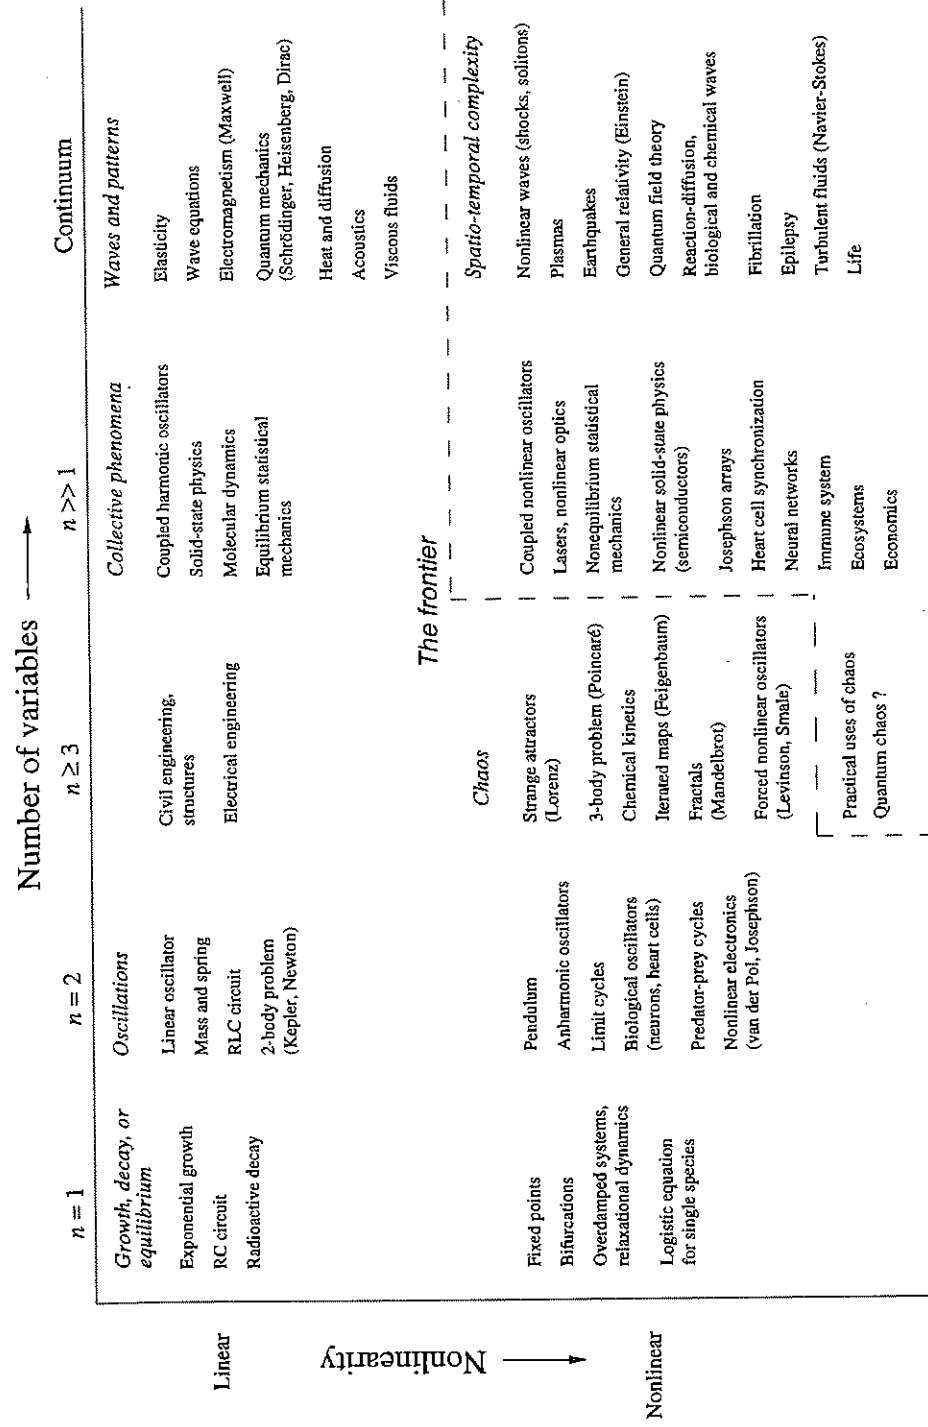 Number of variables
n = 1
n = 2
n ≥ 3
n >> 1
Continuum
Nonlinearity
Linear
Growth, decay, or
equilibrium
Exponential growth
RC circuit
Radioactive decay
Oscillations
Linear oscillator
Mass and spring
RLC circuit
2-body problem
(Kepler, Newton)
Civil engineering,
structures
Electrical engineering
Collective phenomena
Coupled harmonic oscillators
Solid-state physics
Molecular dynamics
Equilibrium statistical
mechanics
Waves and patterns
Elasticity
Wave equations
Electromagnetism (Maxwell)
Quantum mechanics
(Schrödinger, Heisenberg, Dirac)
Heat and diffusion
Acoustics
Viscous fluids
The frontier
Nonlinear
Fixed points
Bifurcations
Overdamped systems,
relaxational dynamics
Logistic equation
for single species
Pendulum
Anharmonic oscillators
Limit cycles
Biological oscillators
(neurons, heart cells)
Predator-prey cycles
Nonlinear electronics
(van der Pol, Josephson)
Chaos
Strange attractors
(Lorenz)
3-body problem (Poincaré)
Chemical kinetics
Iterated maps (Feigenbaum)
Fractals
(Mandelbrot)
Forced nonlinear oscillators
(Levinson, Smale)
Practical uses of chaos
Quantum chaos ?
Coupled nonlinear oscillators
Lasers, nonlinear optics
Nonequilibrium statistical
mechanics
Nonlinear solid-state physics
(semiconductors)
Josephson arrays
Heart cell synchronization
Neural networks
Immune system
Ecosystems
Economics
Spatio-temporal complexity
Nonlinear waves (shocks, solitons)
Plasmas
Earthquakes
General relativity (Einstein)
Quantum field theory
Reaction-diffusion,
biological and chemical waves
Fibrillation
Epilepsy
Turbulent fluids (Navier-Stokes)
Life